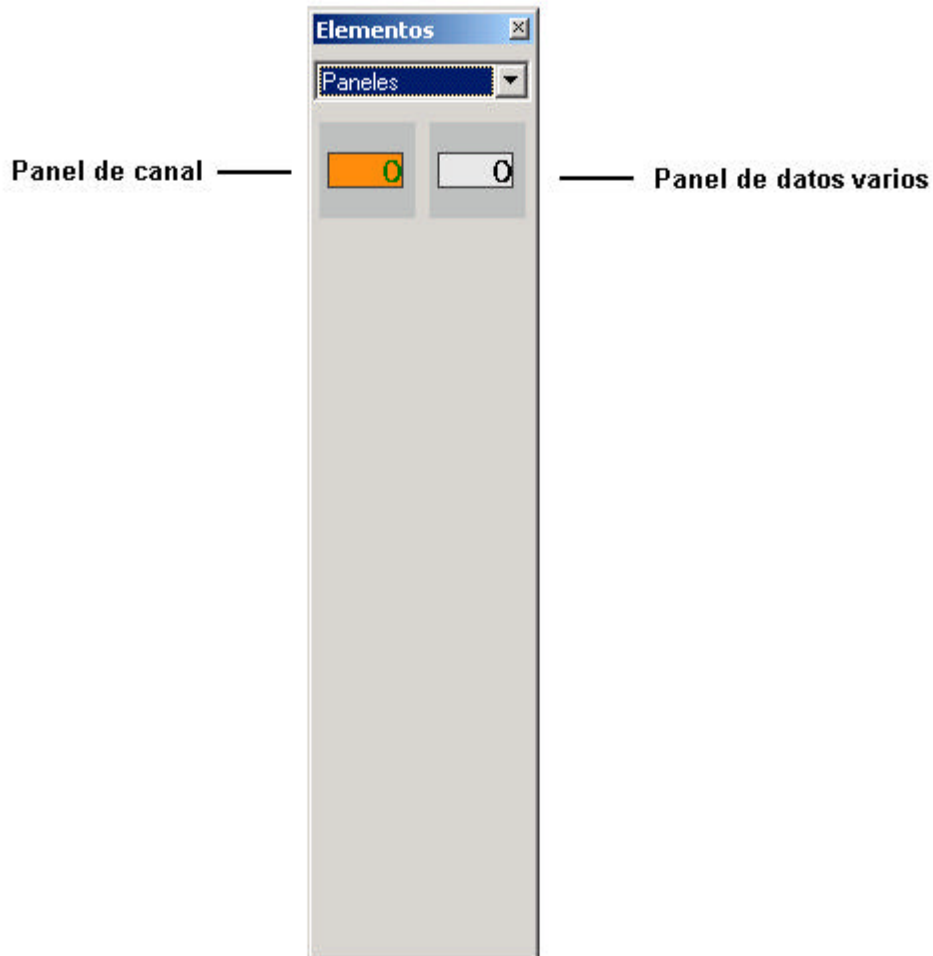 Elementos
Paneles
Panel de canal
0
0
Panel de datos varios